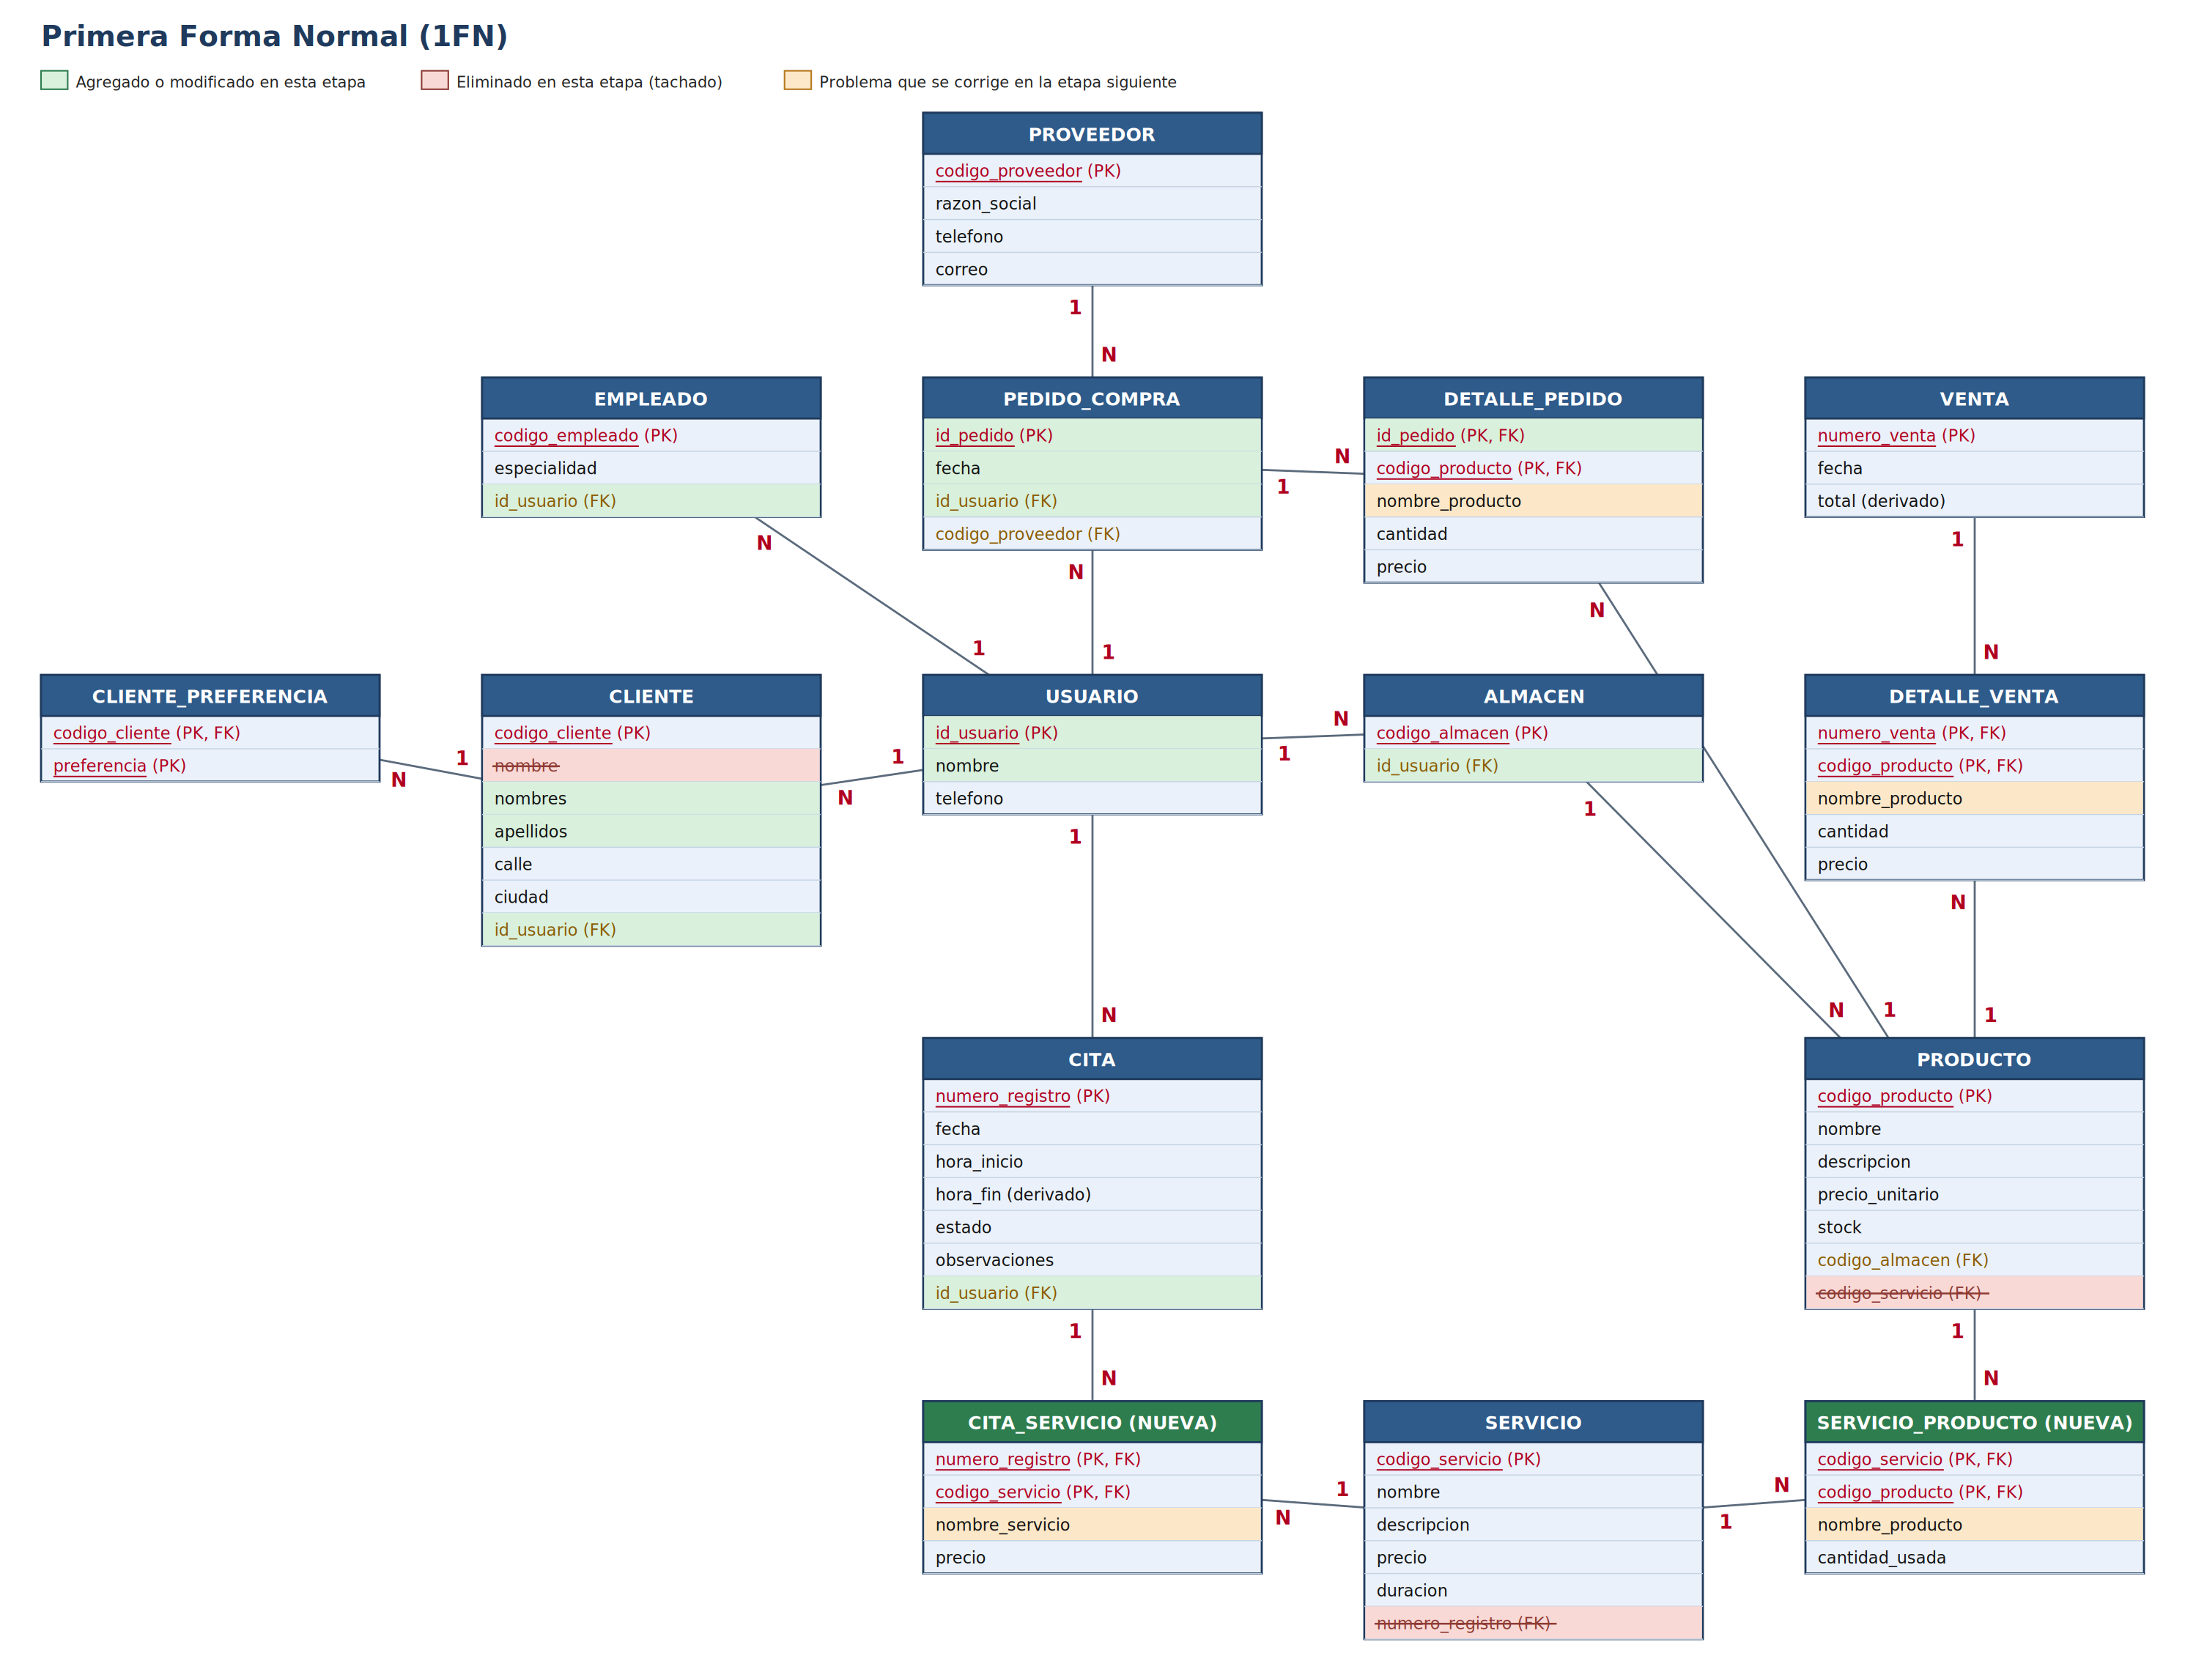 Primera Forma Normal (1FN)
Agregado o modificado en esta etapa
Eliminado en esta etapa (tachado)
Problema que se corrige en la etapa siguiente
PROVEEDOR
codigo_proveedor (PK)
razon_social
telefono
correo
1
N
EMPLEADO
codigo_empleado (PK)
especialidad
id_usuario (FK)
N
1
PEDIDO_COMPRA
id_pedido (PK)
fecha
id_usuario (FK)
codigo_proveedor (FK)
N
1
N
1
DETALLE_PEDIDO
id_pedido (PK, FK)
codigo_producto (PK, FK)
nombre_producto
cantidad
precio
N
VENTA
numero_venta (PK)
fecha
total (derivado)
1
N
CLIENTE_PREFERENCIA
codigo_cliente (PK, FK)
preferencia (PK)
1
N
CLIENTE
codigo_cliente (PK)
nombre
nombres
apellidos
calle
ciudad
id_usuario (FK)
1
N
USUARIO
id_usuario (PK)
nombre
telefono
1
N
1
N
ALMACEN
codigo_almacen (PK)
id_usuario (FK)
1
DETALLE_VENTA
numero_venta (PK, FK)
codigo_producto (PK, FK)
nombre_producto
cantidad
precio
N
N
1
1
CITA
numero_registro (PK)
fecha
hora_inicio
hora_fin (derivado)
estado
observaciones
id_usuario (FK)
1
N
PRODUCTO
codigo_producto (PK)
nombre
descripcion
precio_unitario
stock
codigo_almacen (FK)
codigo_servicio (FK)
1
N
CITA_SERVICIO (NUEVA)
numero_registro (PK, FK)
codigo_servicio (PK, FK)
nombre_servicio
precio
1
N
SERVICIO
codigo_servicio (PK)
nombre
descripcion
precio
duracion
numero_registro (FK)
N
1
SERVICIO_PRODUCTO (NUEVA)
codigo_servicio (PK, FK)
codigo_producto (PK, FK)
nombre_producto
cantidad_usada